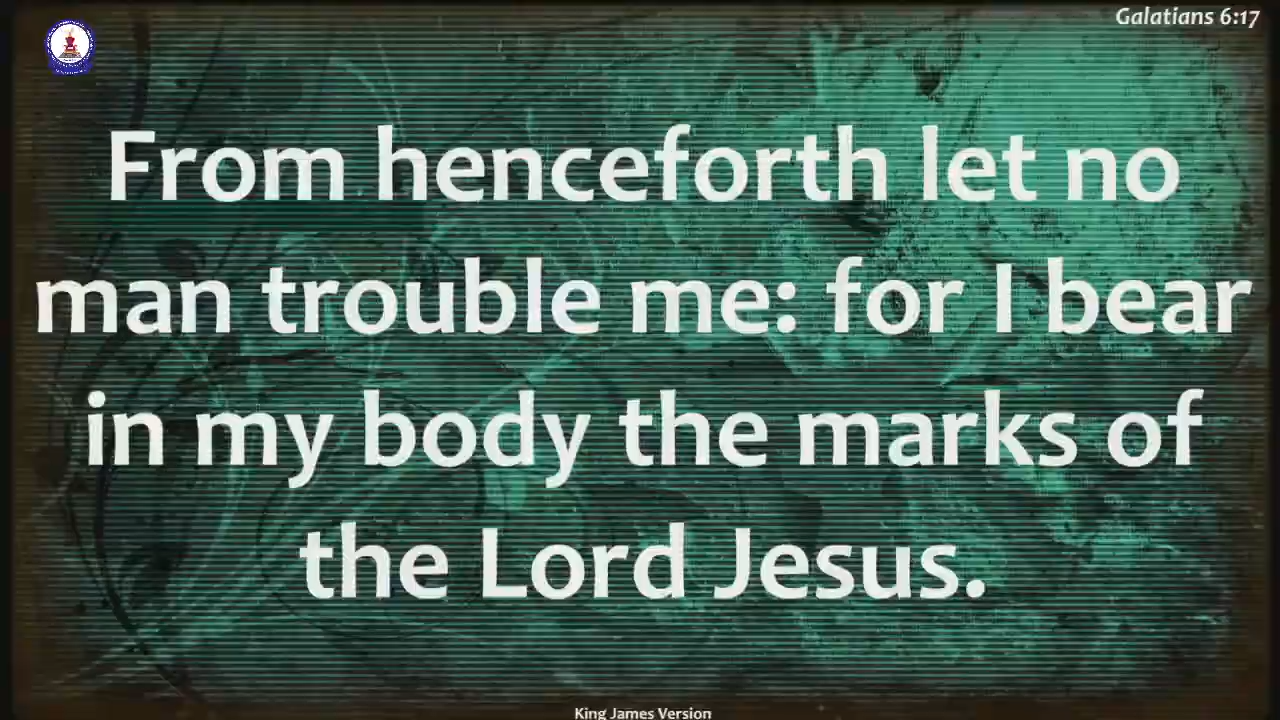 Galatians 6:17
From henceforth let no
man trouble me: for I bear
in my body the marks of
the Lord Jesus.
King James Version